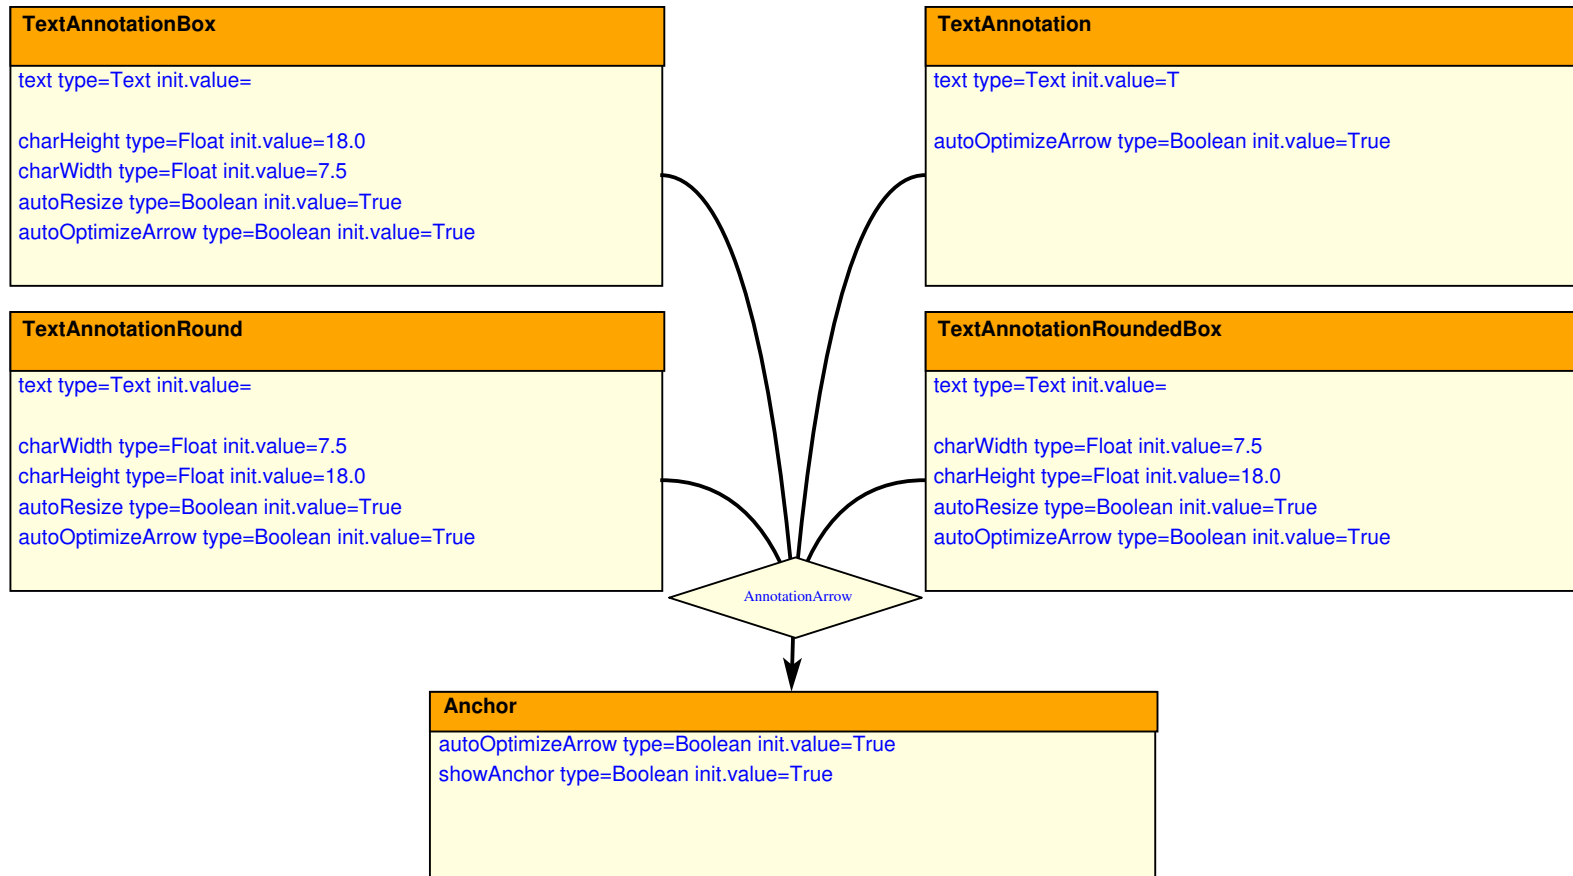 TextAnnotationBox
text type=Text init.value=
charHeight type=Float init.value=18.0
charWidth type=Float init.value=7.5
autoResize type=Boolean init.value=True
autoOptimizeArrow type=Boolean init.value=True
TextAnnotation
text type=Text init.value=T
autoOptimizeArrow type=Boolean init.value=True
TextAnnotationRound
text type=Text init.value=
charWidth type=Float init.value=7.5
charHeight type=Float init.value=18.0
autoResize type=Boolean init.value=True
autoOptimizeArrow type=Boolean init.value=True
TextAnnotationRoundedBox
text type=Text init.value=
charWidth type=Float init.value=7.5
charHeight type=Float init.value=18.0
autoResize type=Boolean init.value=True
autoOptimizeArrow type=Boolean init.value=True
AnnotationArrow
Anchor
autoOptimizeArrow type=Boolean init.value=True
showAnchor type=Boolean init.value=True